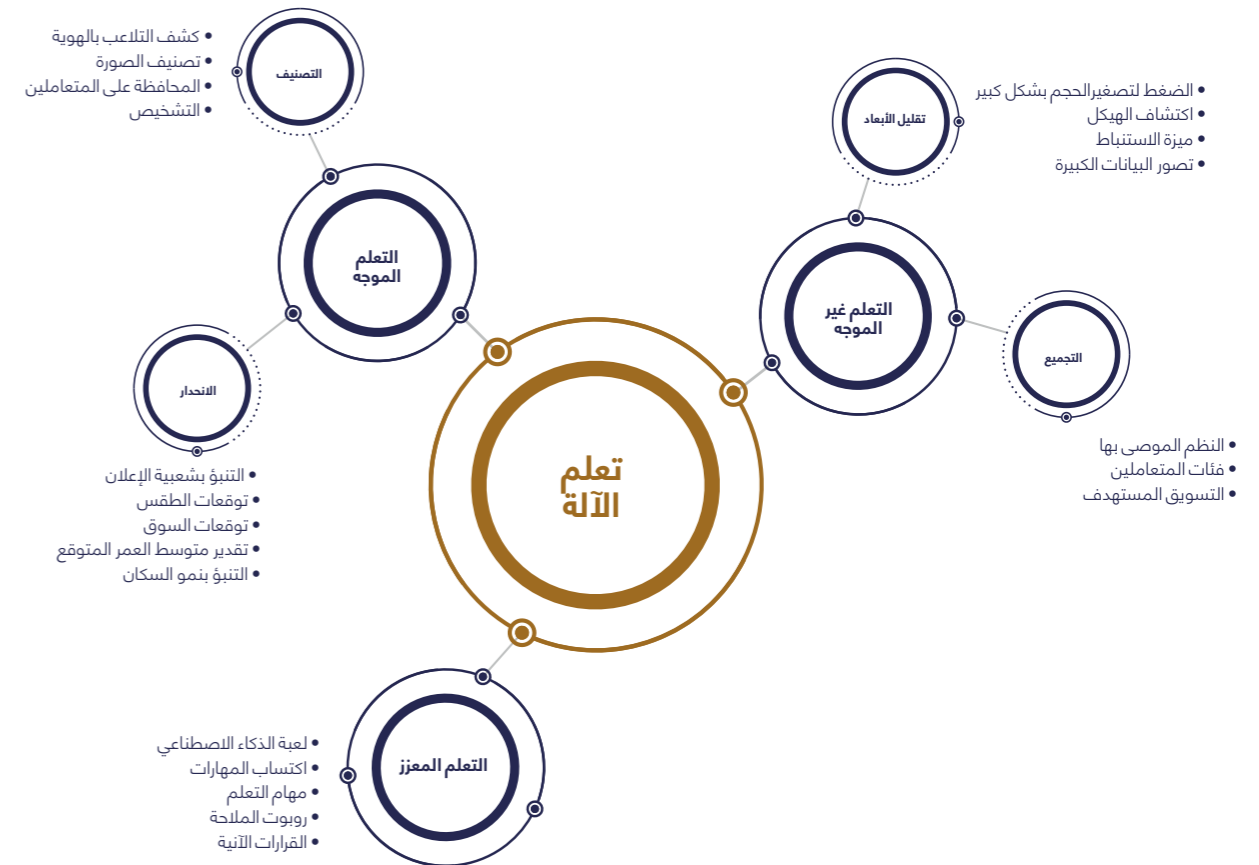 تعلم
الآلة
التعلم غير
الموجه
تقليل الأبعاد
الضغط لتصغيرالحجم بشكل كبير
اكتشاف الهيكل
ميزة الاستنباط
تصور البيانات الكبيرة
التجميع
النظم الموصى بها
فئات المتعاملين
التسويق المستهدف
التعلم
الموجه
التصنيف
كشف التلاعب بالهوية
تصنيف الصورة
المحافظة على المتعاملين
التشخيص
الانحدار
التنبؤ بشعبية الإعلان
توقعات الطقس
توقعات السوق
تقدير متوسط العمر المتوقع
التنبؤ بنمو السكان
التعلم المعزز
لعبة الذكاء الاصطناعي
اكتساب المهارات
مهام التعلم
روبوت الملاحة
القرارات الآنية